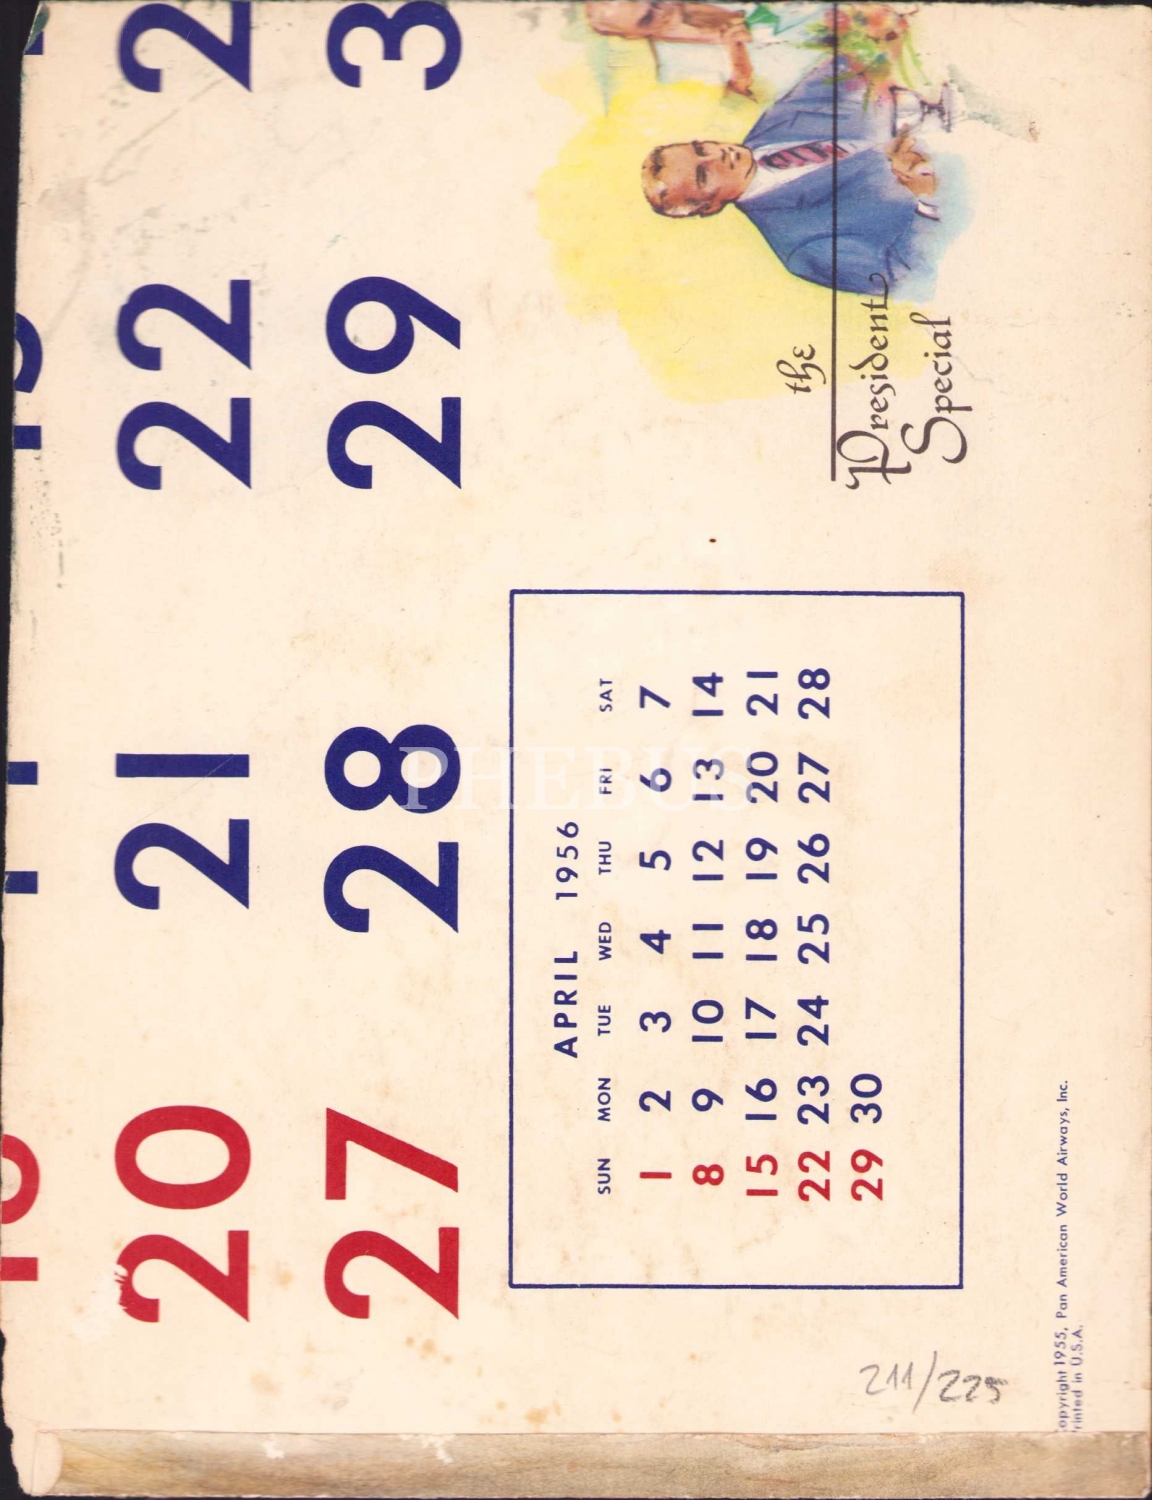 20 21 22
27 28 29
APRIL 1956
SUN MON TUE WED THU FRI SAT
1 2 3 4 5 6 7
8 9 10 11 12 13 14
15 16 17 18 19 20 21
22 23 24 25 26 27 28
29 30
the
President
Special
opyright 1955, Pan American World Airways, Inc.
rinted in U.S.A.
211/225
PHEBUS